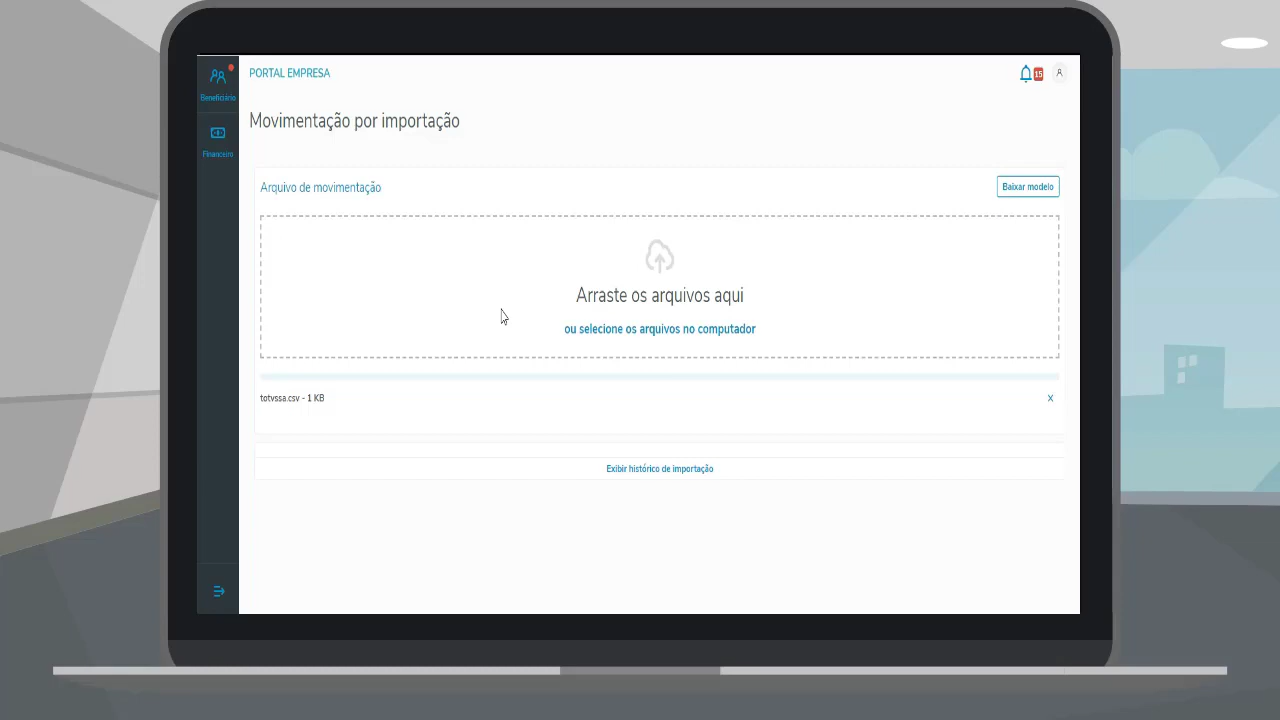 PORTAL EMPRESA
15
Beneficiário
Financeiro
Movimentação por importação
Arquivo de movimentação
Baixar modelo
Arraste os arquivos aqui
ou selecione os arquivos no computador
totvssa.csv - 1 KB
X
Exibir histórico de importação